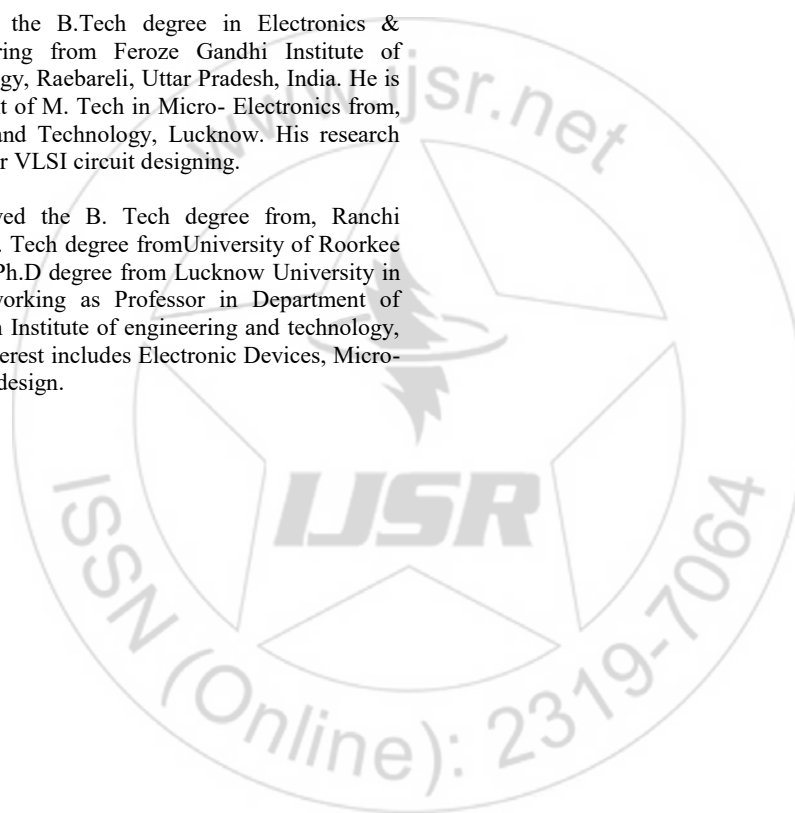 the B.Tech degree in Electronics &
ring from Feroze Gandhi Institute of
gy, Raebareli, Uttar Pradesh, India. He is
t of M. Tech in Micro- Electronics from,
and Technology, Lucknow. His research
r VLSI circuit designing.
ved the B. Tech degree from, Ranchi
. Tech degree fromUniversity of Roorkee
Ph.D degree from Lucknow University in
working as Professor in Department of
Institute of engineering and technology,
erest includes Electronic Devices, Micro-
design.
www.ijsr.net
IJSR
ISSN (Online): 2319-7064